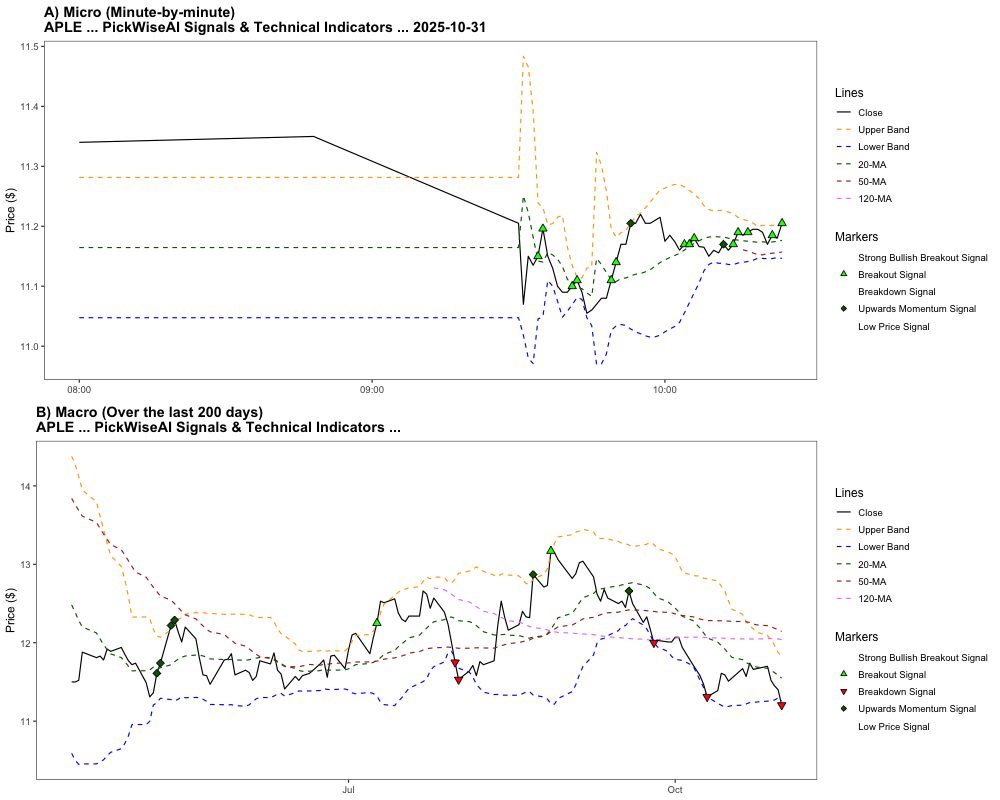 A) Micro (Minute-by-minute)
APLE ... PickWiseAI Signals & Technical Indicators ... 2025-10-31
Price ($)
11.5
11.4
11.3
11.2
11.1
11.0
08:00
09:00
10:00
Lines
Close
Upper Band
Lower Band
20-MA
50-MA
120-MA
Markers
Strong Bullish Breakout Signal
Breakout Signal
Breakdown Signal
Upwards Momentum Signal
Low Price Signal
B) Macro (Over the last 200 days)
APLE ... PickWiseAI Signals & Technical Indicators ...
Price ($)
14
13
12
11
Jul
Oct
Lines
Close
Upper Band
Lower Band
20-MA
50-MA
120-MA
Markers
Strong Bullish Breakout Signal
Breakout Signal
Breakdown Signal
Upwards Momentum Signal
Low Price Signal